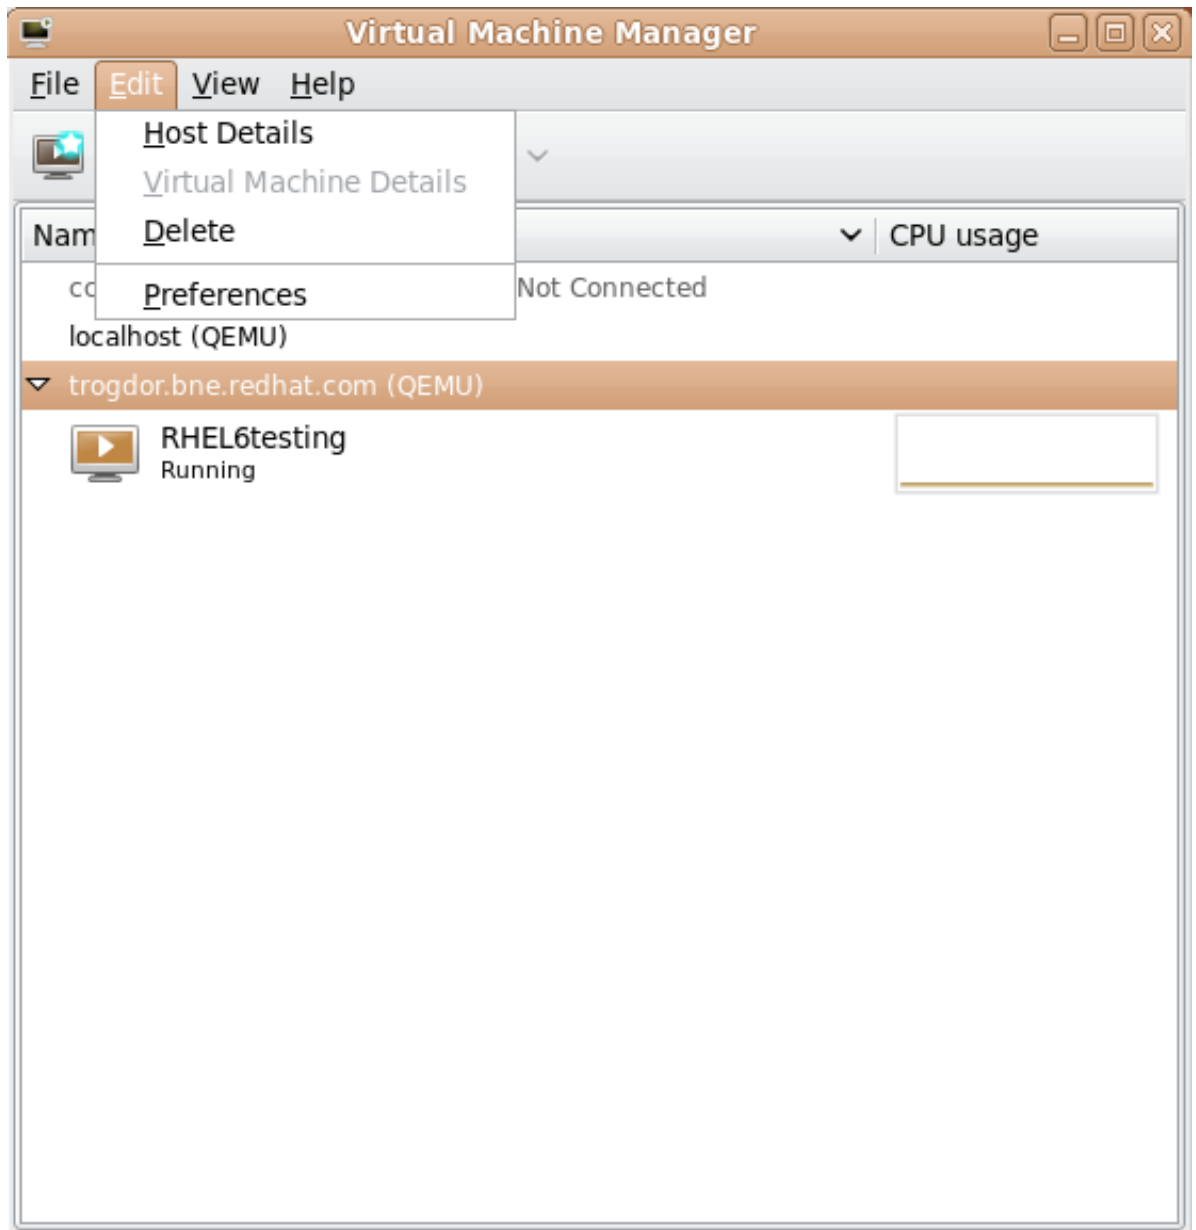 Virtual Machine Manager
File Edit View Help
Host Details
Virtual Machine Details
Delete
Preferences
CPU usage
Not Connected
localhost (QEMU)
trogdor.bne.redhat.com (QEMU)
RHEL6testing
Running